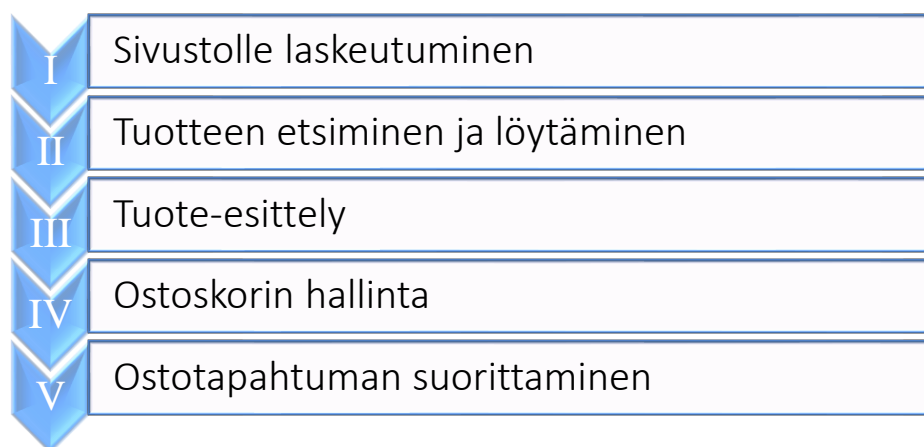 I Sivustolle laskeutuminen
II Tuotteen etsiminen ja löytäminen
III Tuote-esittely
IV Ostoskorin hallinta
V Ostotapahtuman suorittaminen